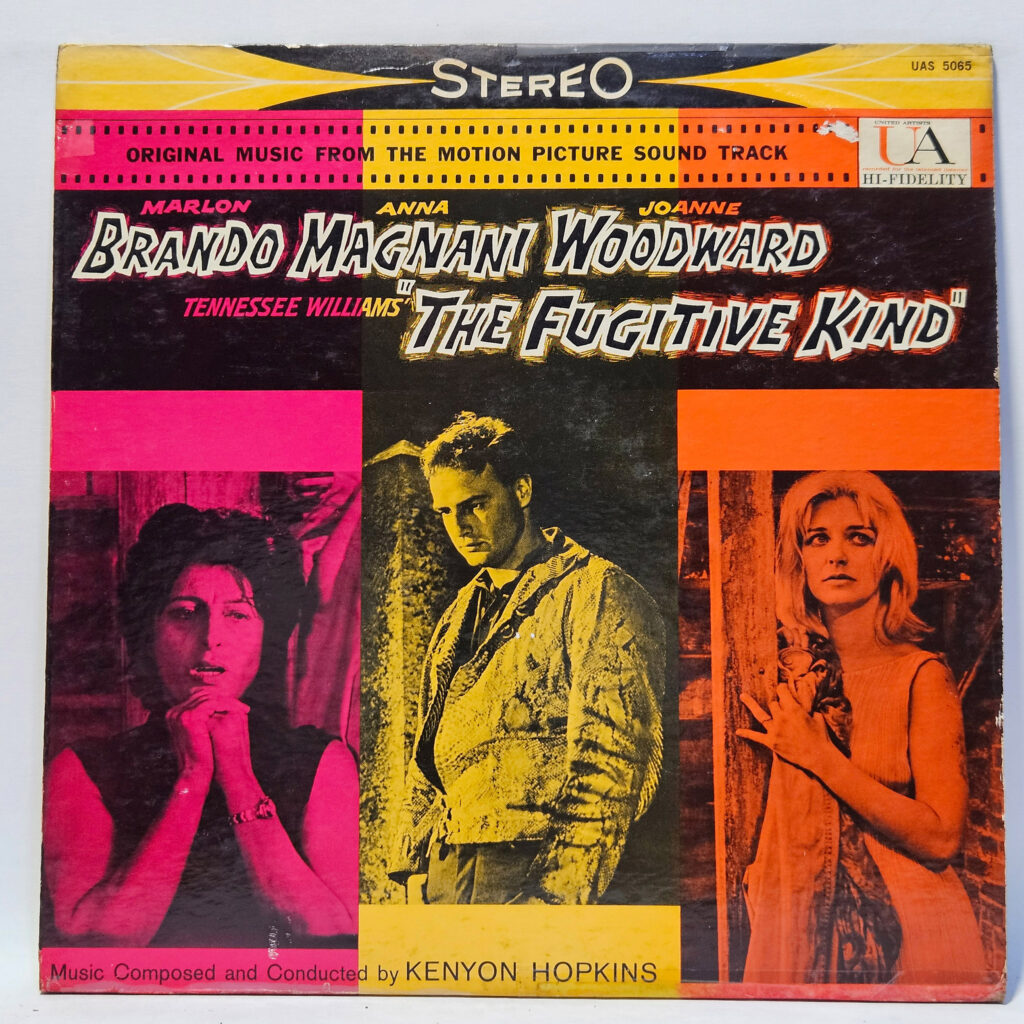 STEREO
UAS 5065
ORIGINAL MUSIC FROM THE MOTION PICTURE SOUND TRACK
UNITED ARTISTS
UA
HI-FIDELITY
MARLON ANNA JOANNE
BRANDO MAGNANI WOODWARD
TENNESSEE WILLIAMS' "THE FUGITIVE KIND"
Music Composed and Conducted by KENYON HOPKINS